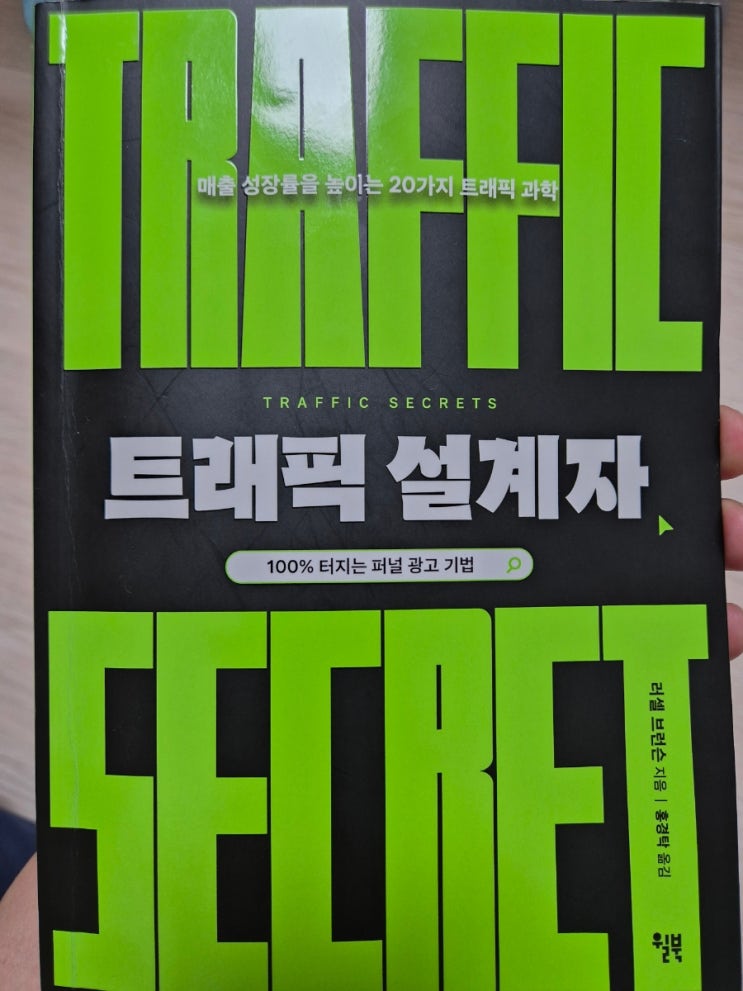 TRAFFIC
매출 성장률을 높이는 20가지 트래픽 과학
TRAFFIC SECRETS
트래픽 설계자
100% 터지는 퍼널 광고 기법
SECRET
러셀 브런슨 지음 | 홍경탁 옮김
윌북